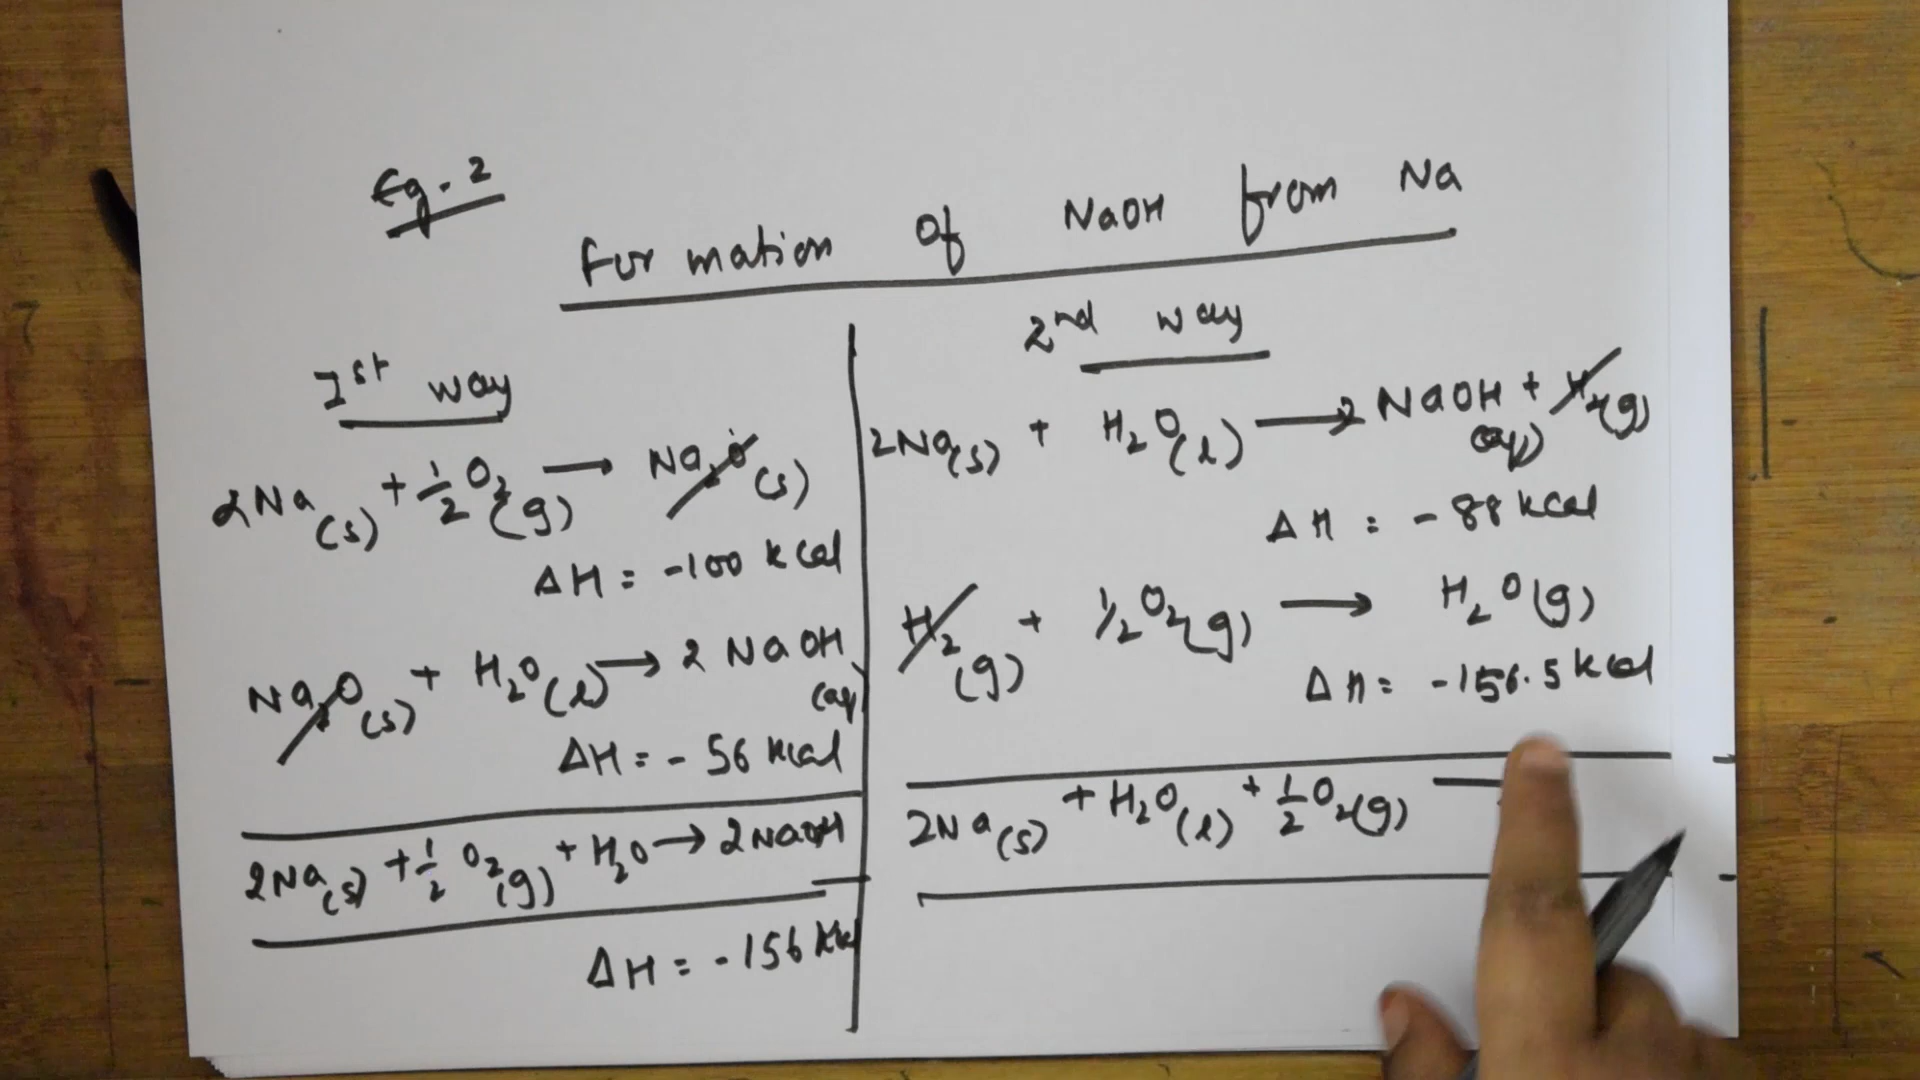 Eg. 2
Formation of NaOH from Na
1st way
2Na(s) + 1/2 O2(g) → Na2O(s)
ΔH = -100 kcal
Na2O(s) + H2O(l) → 2 NaOH(aq)
ΔH = - 56 kcal
2Na(s) + 1/2 O2(g) + H2O → 2NaOH
ΔH = -156 kcal
2nd way
2Na(s) + H2O(l) → 2 NaOH(aq) + H2(g)
ΔH = - 88 kcal
H2(g) + 1/2 O2(g) → H2O(g)
ΔH = -156.5 kcal
2Na(s) + H2O(l) + 1/2 O2(g) —